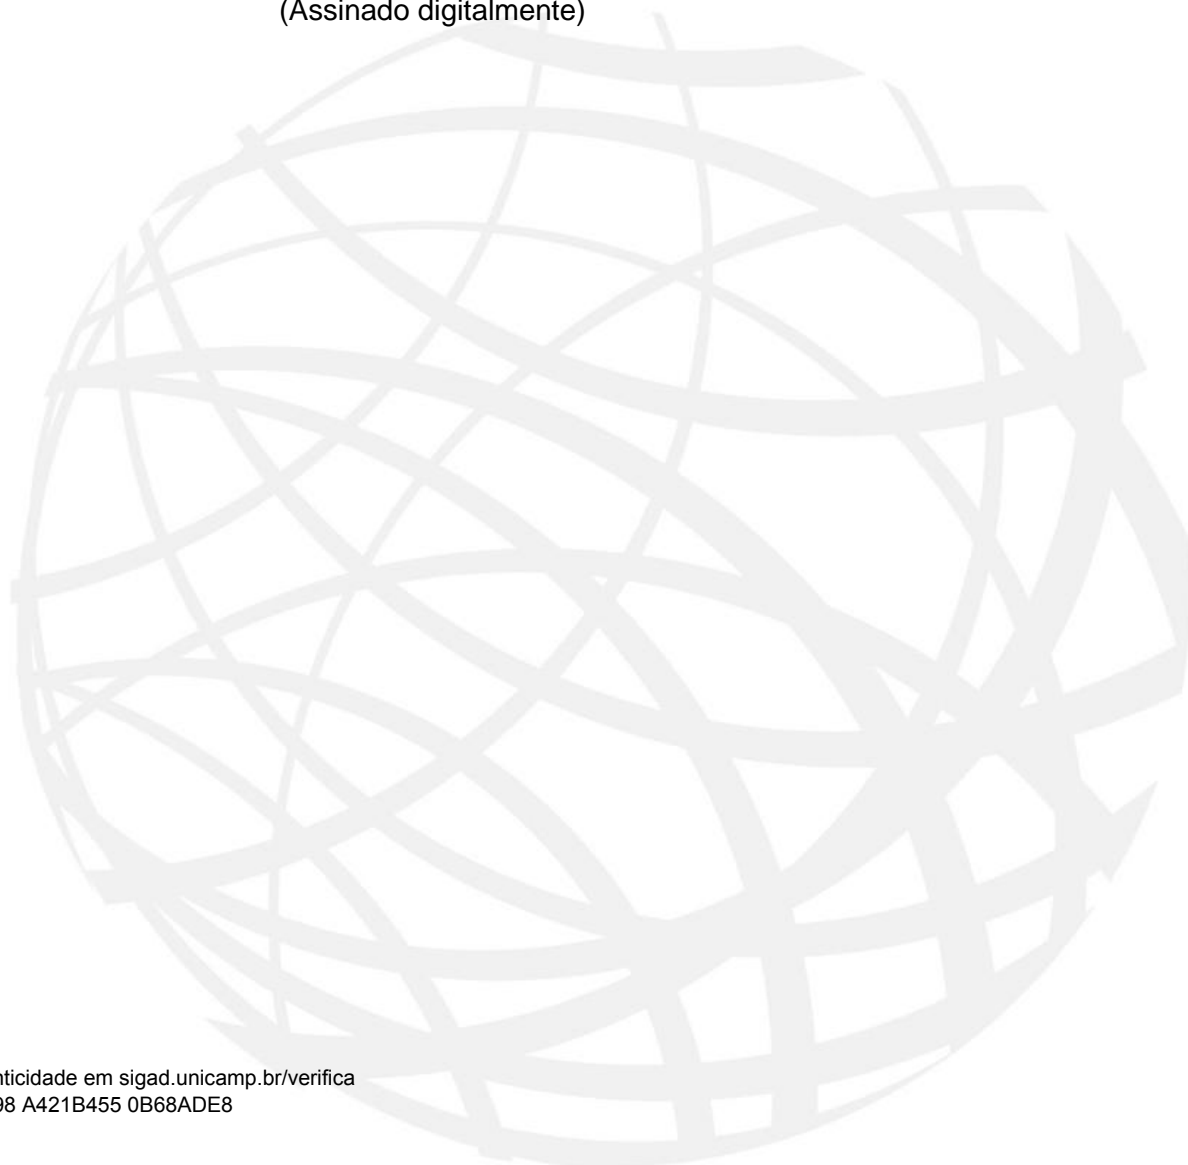 (Assinado digitalmente)
nticidade em sigad.unicamp.br/verifica
98 A421B455 0B68ADE8